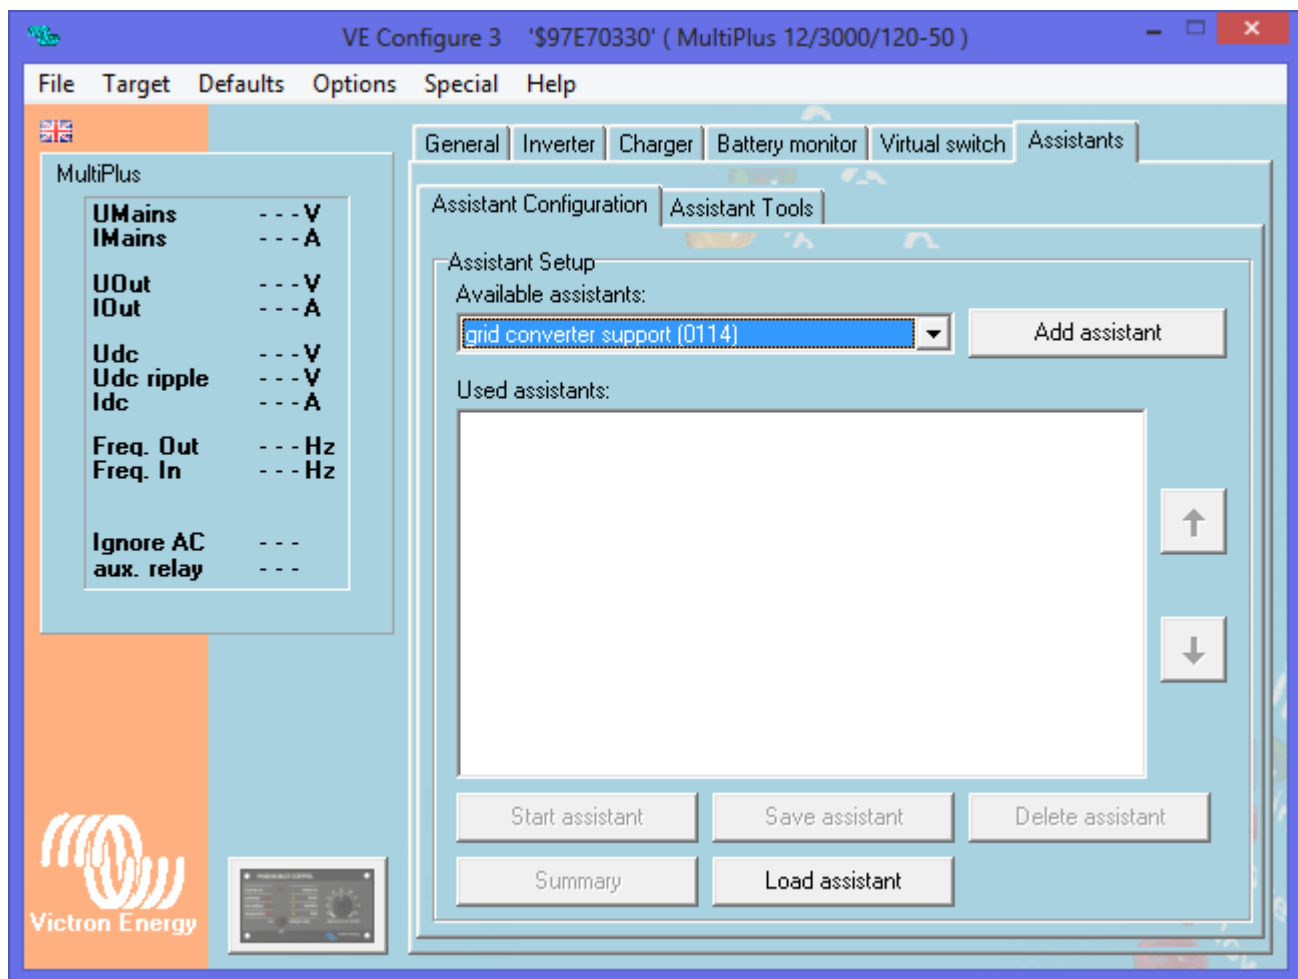 VE Configure 3 '$97E70330' ( MultiPlus 12/3000/120-50 )
File Target Defaults Options Special Help
General Inverter Charger Battery monitor Virtual switch Assistants
MultiPlus
UMains - - - V
IMains - - - A
UOut - - - V
IOut - - - A
Udc - - - V
Udc ripple - - - V
Idc - - - A
Freq. Out - - - Hz
Freq. In - - - Hz
Ignore AC - - -
aux. relay - - -
Assistant Configuration Assistant Tools
Assistant Setup
Available assistants:
grid converter support (0114)
Add assistant
Used assistants:
Start assistant Save assistant Delete assistant
Summary Load assistant
Victron Energy